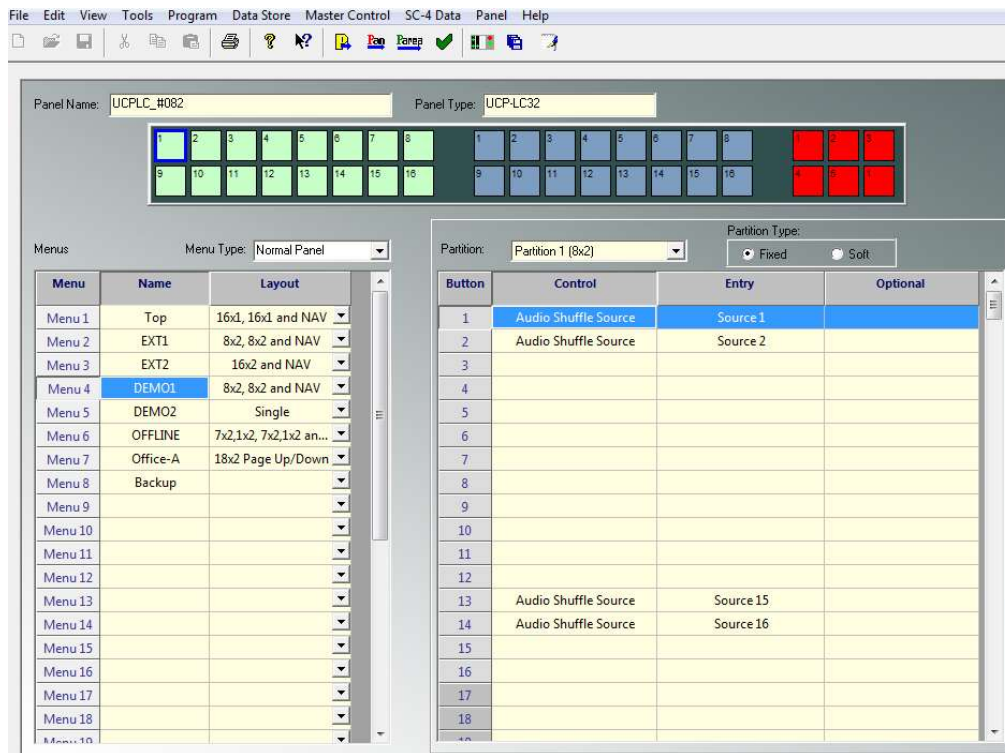 File Edit View Tools Program Data Store Master Control SC-4 Data Panel Help
Pan Parep
Panel Name: UCPLC_#082 Panel Type: UCP-LC32
1 2 3 4 5 6 7 8 1 2 3 4 5 6 7 8 1 2 3
9 10 11 12 13 14 15 16 9 10 11 12 13 14 15 16 4 5
Partition Type:
Menus Menu Type: Normal Panel Partition: Partition 1 (8x2) Fixed Soft
Menu Name Layout Button Control Entry Optional
Menu 1 Top 16x1, 16x1 and NAV 1 Audio Shuffle Source Source 1
Menu 2 EXT1 8x2, 8x2 and NAV 2 Audio Shuffle Source Source 2
Menu 3 EXT2 16x2 and NAV 3
Menu 4 DEMO1 8x2, 8x2 and NAV 4
Menu 5 DEMO2 Single 5
Menu 6 OFFLINE 7x2,1x2, 7x2,1x2 an... 6
Menu 7 Office-A 18x2 Page Up/Down 7
Menu 8 Backup 8
Menu 9 9
Menu 10 10
Menu 11 11
Menu 12 12
Menu 13 13 Audio Shuffle Source Source 15
Menu 14 14 Audio Shuffle Source Source 16
Menu 15 15
Menu 16 16
Menu 17 17
Menu 18 18
Menu 19 19